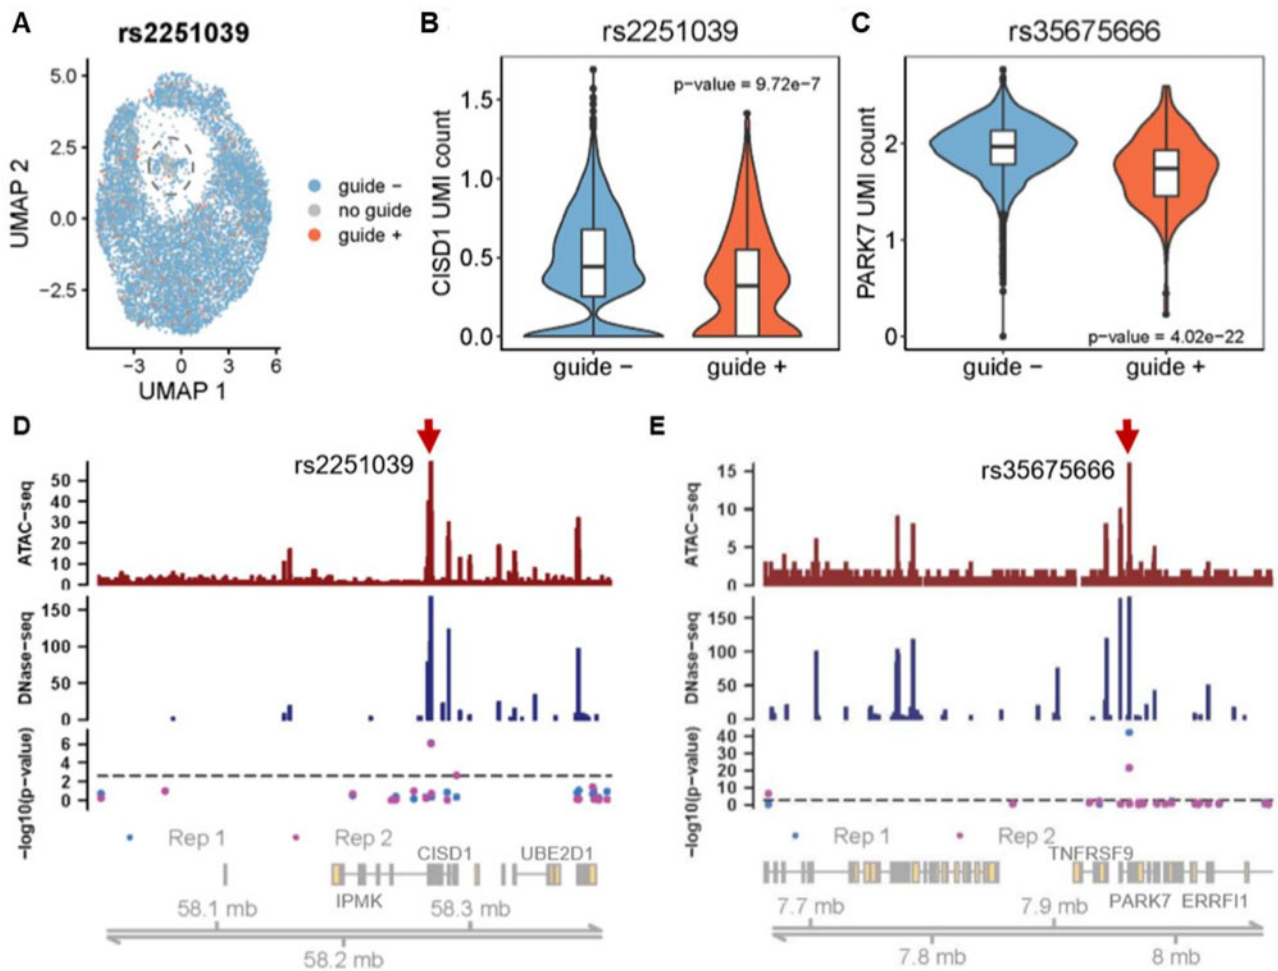 A
rs2251039
5.0
2.5
0.0
−2.5
UMAP 2
−3 0 3 6
UMAP 1
guide −
no guide
guide +
B
rs2251039
p−value = 9.72e−7
1.5
1.0
0.5
0.0
CISD1 UMI count
guide − guide +
C
rs35675666
2
1
0
PARK7 UMI count
p−value = 4.02e−22
guide − guide +
D
rs2251039
ATAC−seq
50
40
30
20
10
0
DNase−seq
150
100
50
0
−log10(p−value)
6
4
2
0
Rep 1 Rep 2
CISD1 UBE2D1
IPMK
58.1 mb 58.3 mb
58.2 mb
E
rs35675666
ATAC−seq
15
10
5
0
DNase−seq
150
100
50
0
−log10(p−value)
40
30
20
10
0
Rep 1 Rep 2
TNFRSF9
PARK7 ERRFI1
7.7 mb 7.9 mb
7.8 mb 8 mb